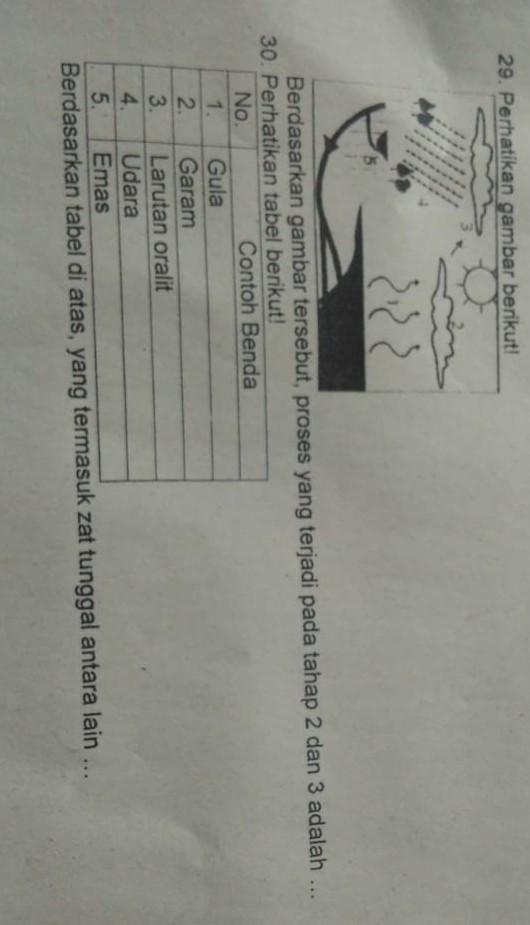 29. Perhatikan gambar berikut!
3
2
4
1
5
Berdasarkan gambar tersebut, proses yang terjadi pada tahap 2 dan 3 adalah ...
30. Perhatikan tabel berikut!
No. Contoh Benda
1. Gula
2. Garam
3. Larutan oralit
4. Udara
5. Emas
Berdasarkan tabel di atas, yang termasuk zat tunggal antara lain ...